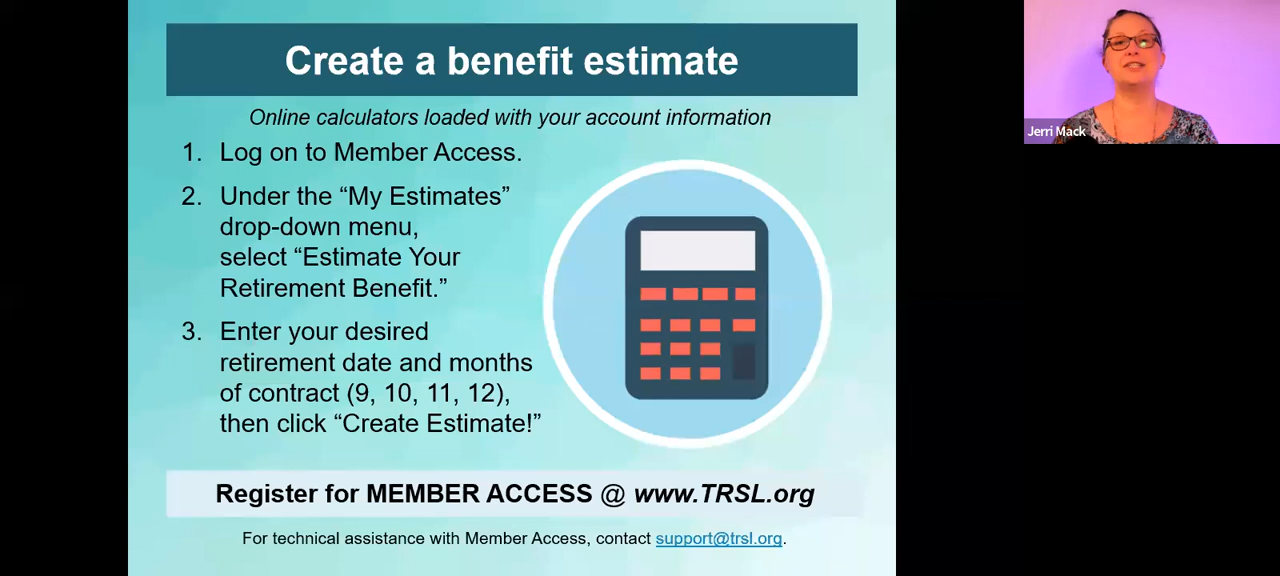 Create a benefit estimate
Online calculators loaded with your account information
1. Log on to Member Access.
2. Under the “My Estimates”
drop-down menu,
select “Estimate Your
Retirement Benefit.”
3. Enter your desired
retirement date and months
of contract (9, 10, 11, 12),
then click “Create Estimate!”
Register for MEMBER ACCESS @ www.TRSL.org
For technical assistance with Member Access, contact support@trsl.org.
Jerri Mack